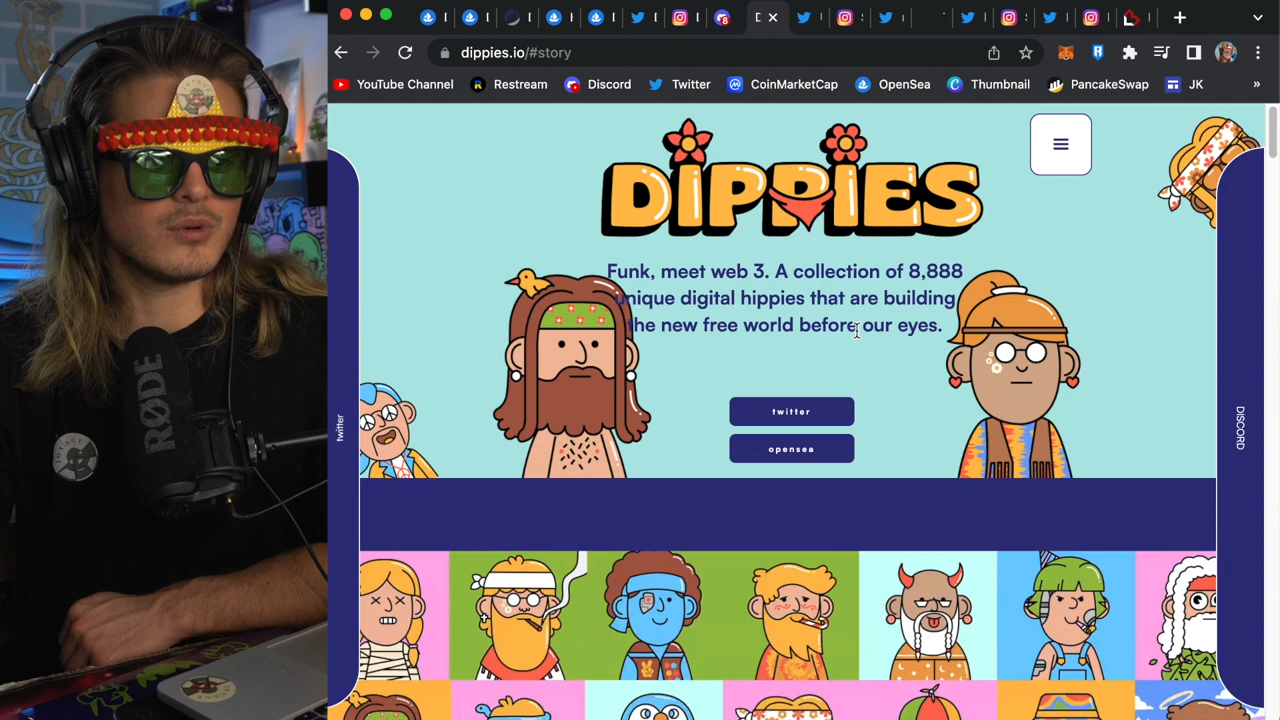 dippies.io/#story
YouTube Channel
Restream
Discord
Twitter
CoinMarketCap
OpenSea
Thumbnail
PancakeSwap
JK
»
DIPPIES
Funk, meet web 3. A collection of 8,888
unique digital hippies that are building
the new free world before our eyes.
twitter
opensea
twitter
DISCORD
RØDE